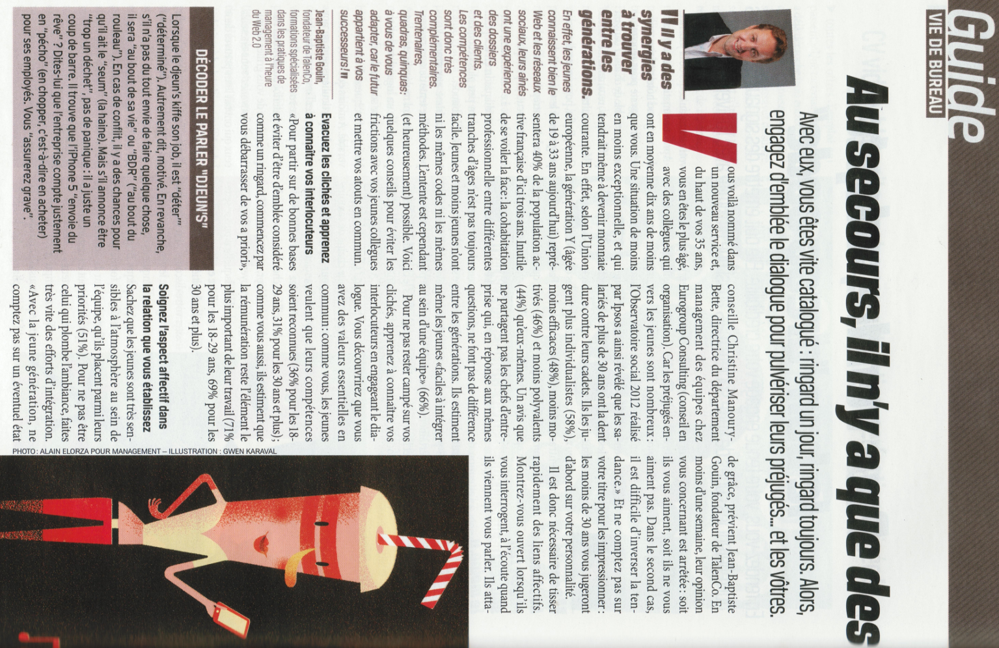 Guide
VIE DE BUREAU
Au secours, il n'y a que des
Avec eux, vous êtes vite catalogué : ringard un jour, ringard toujours. Alors,
engagez d'emblée le dialogue pour pulvériser leurs préjugés... et les vôtres.
"Il y a des
synergies
à trouver
entre les
générations.
En effet, les jeunes
connaissent bien le
Web et les réseaux
sociaux, leurs aînés
ont une expérience
des dossiers
et des clients.
Les compétences
sont donc très
complémentaires.
Trentenaires,
quadras, quinquas:
à vous de vous
adapter, car le futur
appartient à vos
successeurs!"
Jean-Baptiste Gouin,
fondateur de TalenCo,
formations spécialisées
dans les pratiques de
management à l'heure
du Web 2.0
Vous voilà nommé dans
un nouveau service et,
du haut de vos 35 ans,
vous en êtes le plus âgé,
avec des collègues qui
ont en moyenne dix ans de moins
que vous. Une situation de moins
en moins exceptionnelle, et qui
tendrait même à devenir monnaie
courante. En effet, selon l'Union
européenne, la génération Y (âgée
de 19 à 33 ans aujourd'hui) repré-
sentera 40% de la population ac-
tive française d'ici trois ans. Inutile
de se voiler la face: la cohabitation
professionnelle entre différentes
tranches d'âges n'est pas toujours
facile. Jeunes et moins jeunes n'ont
ni les mêmes codes ni les mêmes
méthodes. L'entente est cependant
(et heureusement) possible. Voici
quelques conseils pour éviter les
frictions avec vos jeunes collègues
et mettre vos atouts en commun.
Evacuez les clichés et apprenez
à connaître vos interlocuteurs
«Pour partir sur de bonnes bases
et éviter d'être d'emblée considéré
comme un ringard, commencez par
vous débarrasser de vos a priori»,
conseille Christine Manoury-
Bette, directrice du département
management des équipes chez
Eurogroup Consulting (conseil en
organisation). Car les préjugés en-
vers les jeunes sont nombreux:
l'Observatoire social 2012 réalisé
par Ipsos a ainsi révélé que les sa-
lariés de plus de 30 ans ont la dent
dure contre leurs cadets. Ils les ju-
gent plus individualistes (58%),
moins efficaces (48%), moins mo-
tivés (46%) et moins polyvalents
(44%) qu'eux-mêmes. Un avis que
ne partagent pas les chefs d'entre-
prise qui, en réponse aux mêmes
questions, ne font pas de différence
entre les générations. Ils estiment
même les jeunes «faciles à intégrer
au sein d'une équipe» (66%).
Pour ne pas rester campé sur vos
clichés, apprenez à connaître vos
interlocuteurs en engageant le dia-
logue. Vous découvrirez que vous
avez des valeurs essentielles en
commun: comme vous, les jeunes
veulent que leurs compétences
soient reconnues (36% pour les 18-
29 ans, 31% pour les 30 ans et plus);
comme vous aussi, ils estiment que
la rémunération reste l'élément le
plus important de leur travail (71%
pour les 18-29 ans, 69% pour les
30 ans et plus).
Soignez l'aspect affectif dans
la relation que vous établissez
Sachez que les jeunes sont très sen-
sibles à l'atmosphère au sein de
l'équipe, qu'ils placent parmi leurs
priorités (51%). Pour ne pas être
celui qui plombe l'ambiance, faites
très vite des efforts d'intégration.
«Avec la jeune génération, ne
comptez pas sur un éventuel état
de grâce, prévient Jean-Baptiste
Gouin, fondateur de TalenCo. En
moins d'une semaine, leur opinion
vous concernant est arrêtée: soit
ils vous aiment, soit ils ne vous
aiment pas. Dans le second cas,
il est difficile d'inverser la ten-
dance.» Et ne comptez pas sur
votre titre pour les impressionner:
les moins de 30 ans vous jugeront
d'abord sur votre personnalité.
Il est donc nécessaire de tisser
rapidement des liens affectifs.
Montrez-vous ouvert lorsqu'ils
vous interrogent, à l'écoute quand
ils viennent vous parler. Ils atta-
DÉCODER LE PARLER "DJEUN'S"
Lorsque le djeun's kiffe son job, il est "déter"
("déterminé"). Autrement dit, motivé. En revanche,
s'il n'a pas du tout envie de faire quelque chose,
il sera "au bout de sa vie" ou "BDR" ("au bout du
rouleau"). En cas de conflit, il y a des chances pour
qu'il ait le "seum" (la haine). Mais s'il annonce être
"trop un déchet", pas de panique : il a juste un
coup de barre. Il trouve que l'iPhone 5 "envoie du
rêve" ? Dites-lui que l'entreprise compte justement
en "pécho" (en choper, c'est-à-dire en acheter)
pour ses employés. Vous "assurerez grave".
PHOTO : ALAIN ELORZA POUR MANAGEMENT – ILLUSTRATION : GWEN KARAVAL